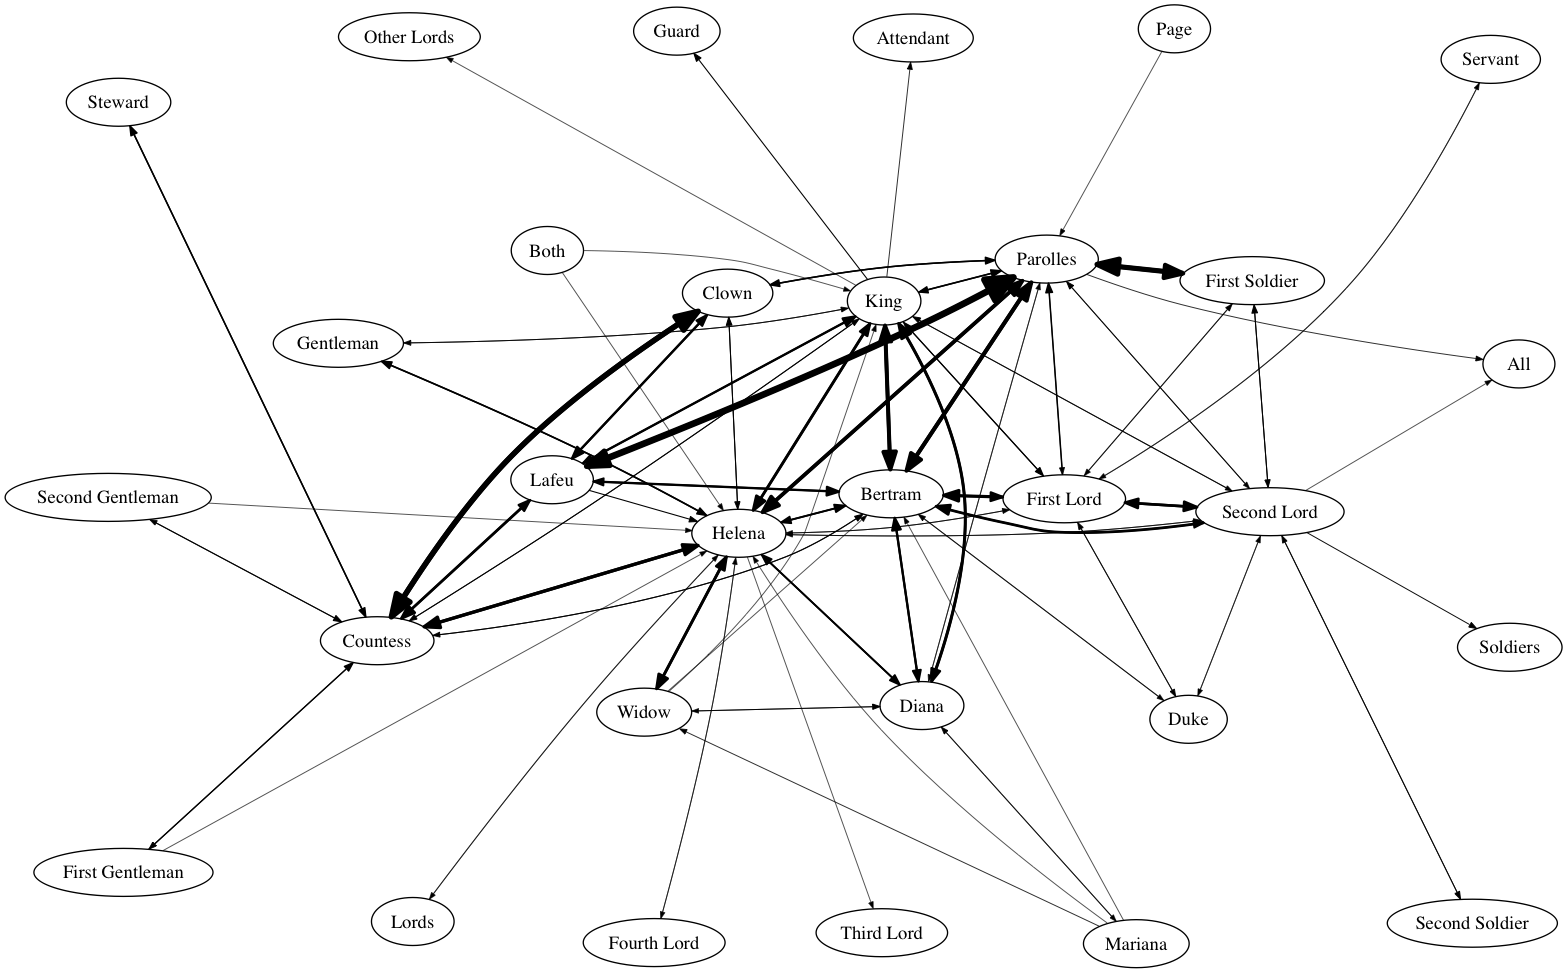 Page
Guard
Other Lords
Attendant
Servant
Steward
Both
Parolles
First Soldier
Clown
King
Gentleman
All
Lafeu
Bertram
Second Gentleman
First Lord
Second Lord
Helena
Countess
Soldiers
Diana
Widow
Duke
First Gentleman
Lords
Second Soldier
Third Lord
Fourth Lord
Mariana